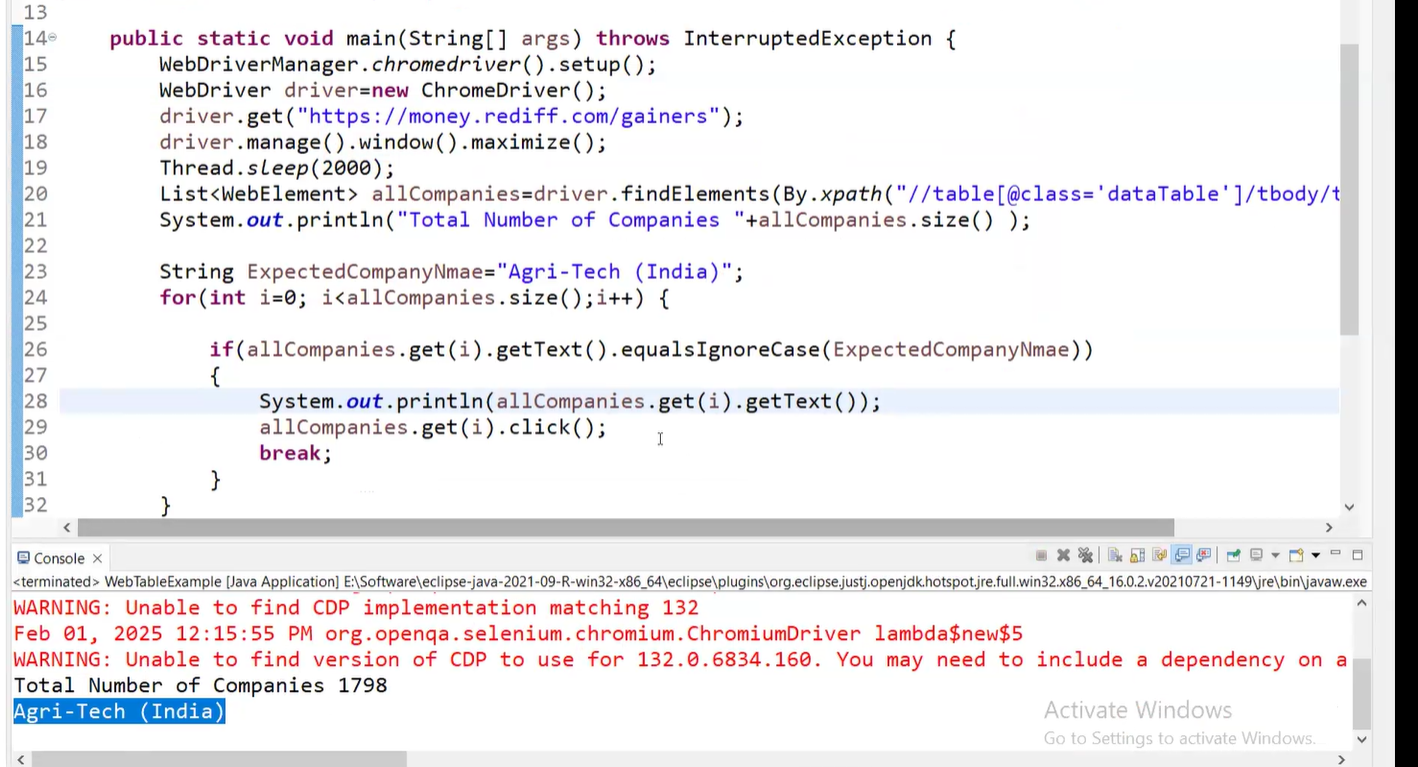 13
14 public static void main(String[] args) throws InterruptedException {
15 WebDriverManager.chromedriver().setup();
16 WebDriver driver=new ChromeDriver();
17 driver.get("https://money.rediff.com/gainers");
18 driver.manage().window().maximize();
19 Thread.sleep(2000);
20 List<WebElement> allCompanies=driver.findElements(By.xpath("//table[@class='dataTable']/tbody/t
21 System.out.println("Total Number of Companies "+allCompanies.size() );
22
23 String ExpectedCompanyNmae="Agri-Tech (India)";
24 for(int i=0; i<allCompanies.size();i++) {
25
26 if(allCompanies.get(i).getText().equalsIgnoreCase(ExpectedCompanyNmae))
27 {
28 System.out.println(allCompanies.get(i).getText());
29 allCompanies.get(i).click();
30 break;
31 }
32 }
Console
<terminated> WebTableExample [Java Application] E:\Software\eclipse-java-2021-09-R-win32-x86_64\eclipse\plugins\org.eclipse.justj.openjdk.hotspot.jre.full.win32.x86_64_16.0.2.v20210721-1149\jre\bin\javaw.exe
WARNING: Unable to find CDP implementation matching 132
Feb 01, 2025 12:15:55 PM org.openqa.selenium.chromium.ChromiumDriver lambda$new$5
WARNING: Unable to find version of CDP to use for 132.0.6834.160. You may need to include a dependency on a
Total Number of Companies 1798
Agri-Tech (India)
Activate Windows
Go to Settings to activate Windows.